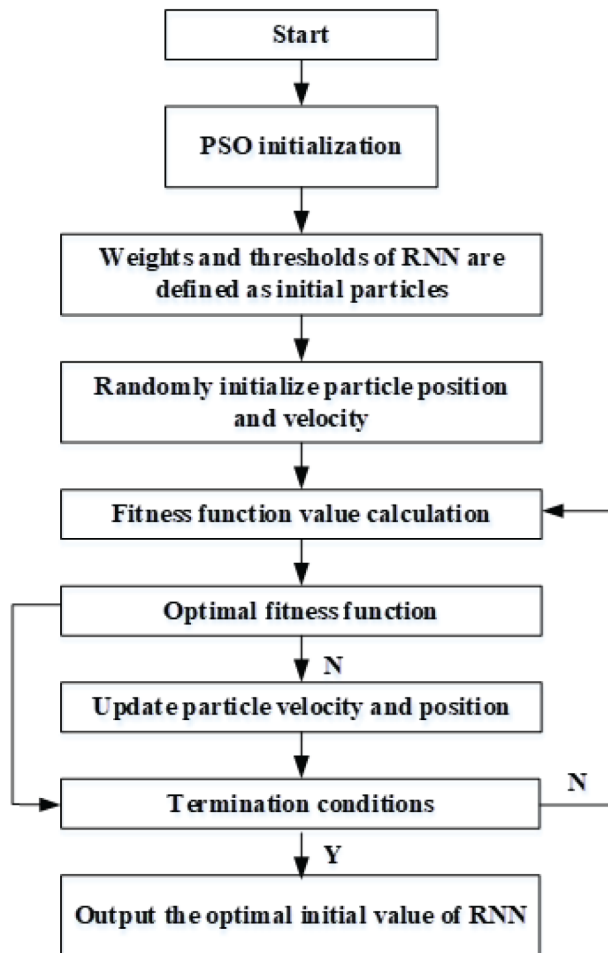 Start
PSO initialization
Weights and thresholds of RNN are
defined as initial particles
Randomly initialize particle position
and velocity
Fitness function value calculation
Optimal fitness function
N
Update particle velocity and position
Termination conditions
N
Y
Output the optimal initial value of RNN